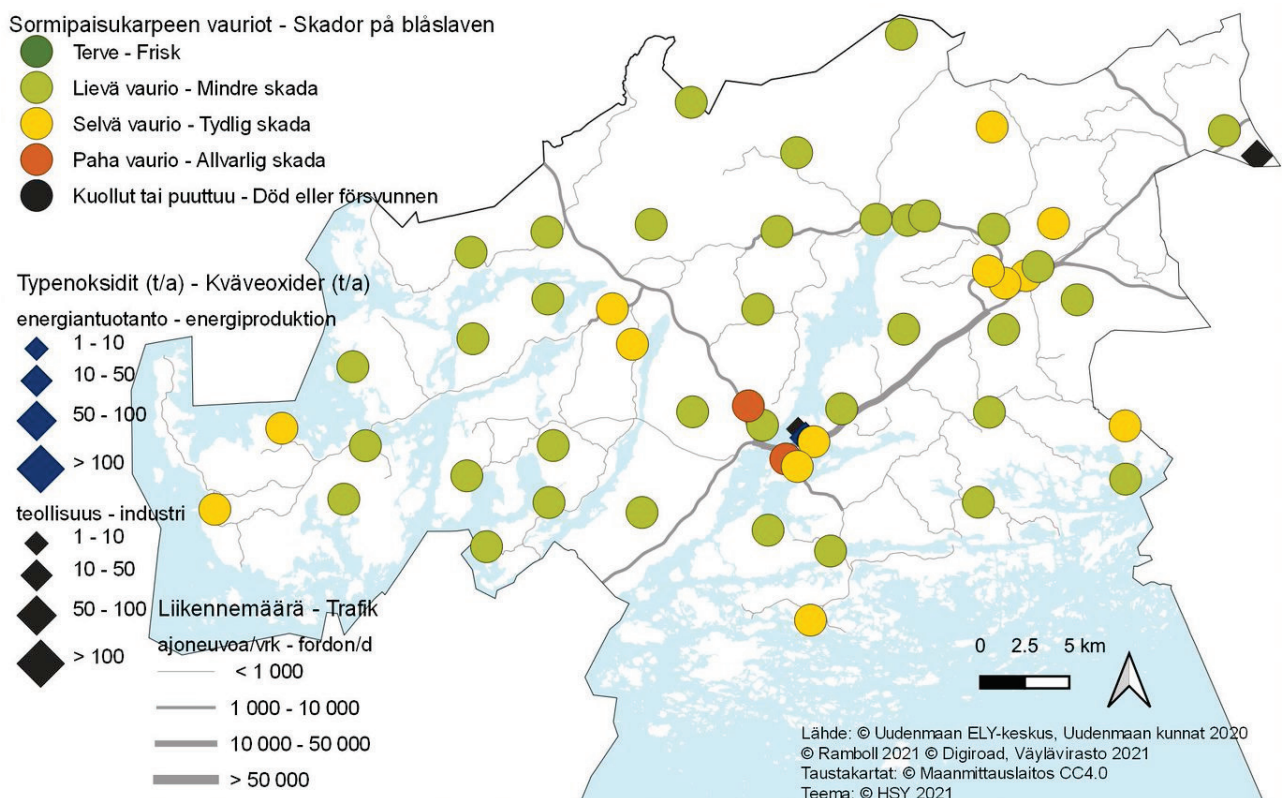 Sormipaisukarpeen vauriot - Skador på blåslaven
Terve - Frisk
Lievä vaurio - Mindre skada
Selvä vaurio - Tydlig skada
Paha vaurio - Allvarlig skada
Kuollut tai puuttuu - Död eller försvunnen
Typenoksidit (t/a) - Kväveoxider (t/a)
energiantuotanto - energiproduktion
1 - 10
10 - 50
50 - 100
> 100
teollisuus - industri
1 - 10
10 - 50
50 - 100
> 100
Liikennemäärä - Trafik
ajoneuvoa/vrk - fordon/d
< 1 000
1 000 - 10 000
10 000 - 50 000
> 50 000
0 2.5 5 km
Lähde: © Uudenmaan ELY-keskus, Uudenmaan kunnat 2020
© Ramboll 2021 © Digiroad, Väylävirasto 2021
Taustakartat: © Maanmittauslaitos CC4.0
Teema: © HSY 2021